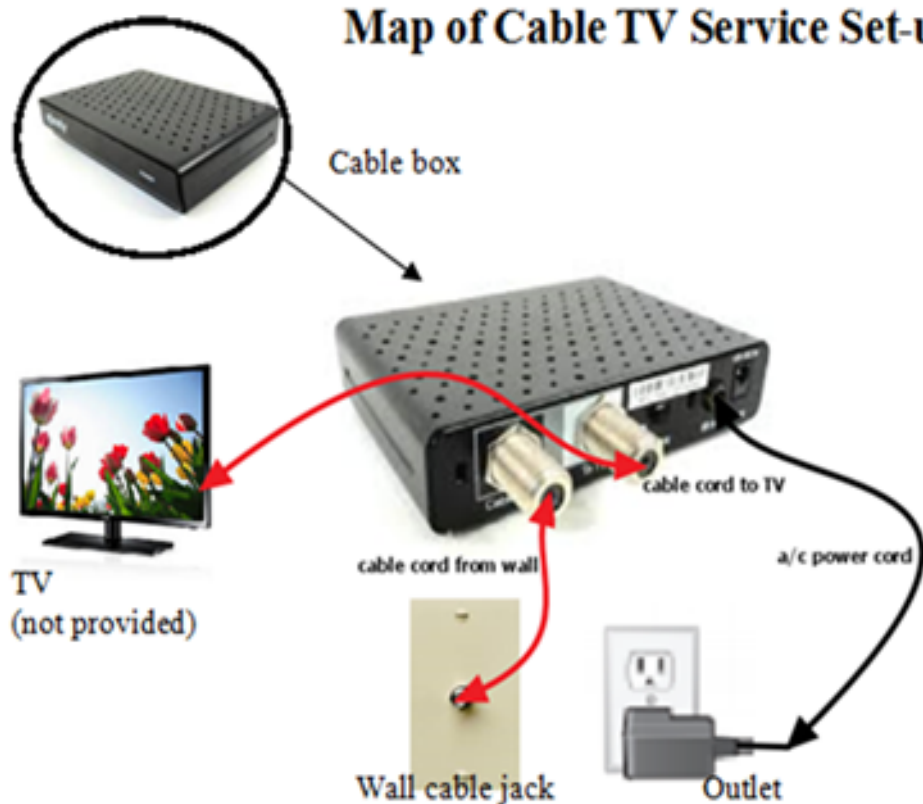 Map of Cable TV Service Set-u
Cable box
cable cord to TV
cable cord from wall
a/c power cord
TV
(not provided)
Wall cable jack
Outlet